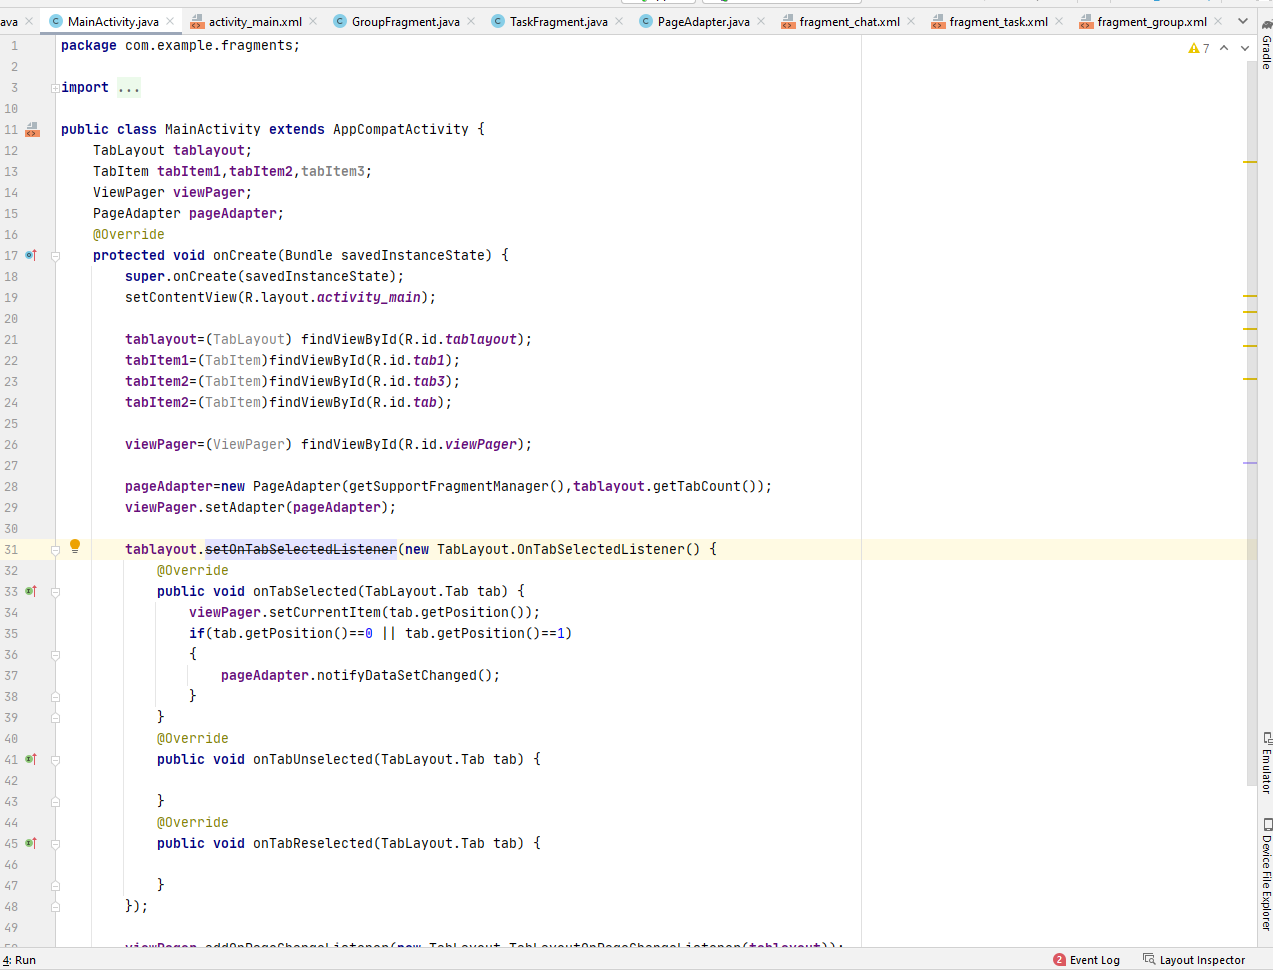 ava MainActivity.java activity_main.xml GroupFragment.java TaskFragment.java PageAdapter.java fragment_chat.xml fragment_task.xml fragment_group.xml
Gradle
7
1 package com.example.fragments;
2
3 import ...
10
11 public class MainActivity extends AppCompatActivity {
12 TabLayout tablayout;
13 TabItem tabItem1,tabItem2,tabItem3;
14 ViewPager viewPager;
15 PageAdapter pageAdapter;
16 @Override
17 protected void onCreate(Bundle savedInstanceState) {
18 super.onCreate(savedInstanceState);
19 setContentView(R.layout.activity_main);
20
21 tablayout=(TabLayout) findViewById(R.id.tablayout);
22 tabItem1=(TabItem)findViewById(R.id.tab1);
23 tabItem2=(TabItem)findViewById(R.id.tab3);
24 tabItem2=(TabItem)findViewById(R.id.tab);
25
26 viewPager=(ViewPager) findViewById(R.id.viewPager);
27
28 pageAdapter=new PageAdapter(getSupportFragmentManager(),tablayout.getTabCount());
29 viewPager.setAdapter(pageAdapter);
30
31 tablayout.setOnTabSelectedListener(new TabLayout.OnTabSelectedListener() {
32 @Override
33 public void onTabSelected(TabLayout.Tab tab) {
34 viewPager.setCurrentItem(tab.getPosition());
35 if(tab.getPosition()==0 || tab.getPosition()==1)
36 {
37 pageAdapter.notifyDataSetChanged();
38 }
39 }
40 @Override
41 public void onTabUnselected(TabLayout.Tab tab) {
42
43 }
44 @Override
45 public void onTabReselected(TabLayout.Tab tab) {
46
47 }
48 });
49
viewPager.addOnPageChangeListener(new TabLayout.TabLayoutOnPageChangeListener(tablayout));
Emulator
Device File Explorer
4: Run
2 Event Log Layout Inspector